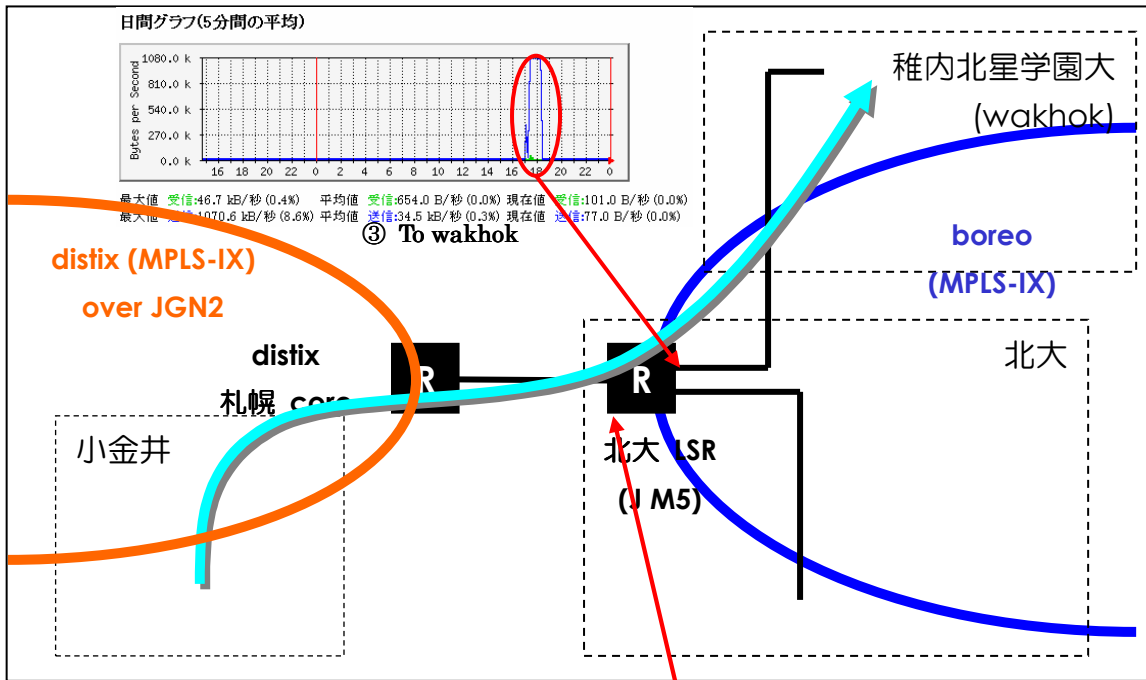 日間グラフ(5分間の平均)
Bytes per Second
1080.0 k
810.0 k
540.0 k
270.0 k
0.0 k
16 18 20 22 0 2 4 6 8 10 12 14 16 18 20 22 0
最大値 受信:46.7 kB/秒(0.4%) 平均値 受信:654.0 B/秒(0.0%) 現在値 受信:101.0 B/秒(0.0%)
最大値 送信:1070.6 kB/秒(8.6%) 平均値 送信:34.5 kB/秒(0.3%) 現在値 送信:77.0 B/秒(0.0%)
③ To wakhok
稚内北星学園大
(wakhok)
boreo
(MPLS-IX)
distix (MPLS-IX)
over JGN2
distix
札幌 core
R
R
北大
小金井
北大 LSR
(J M5)